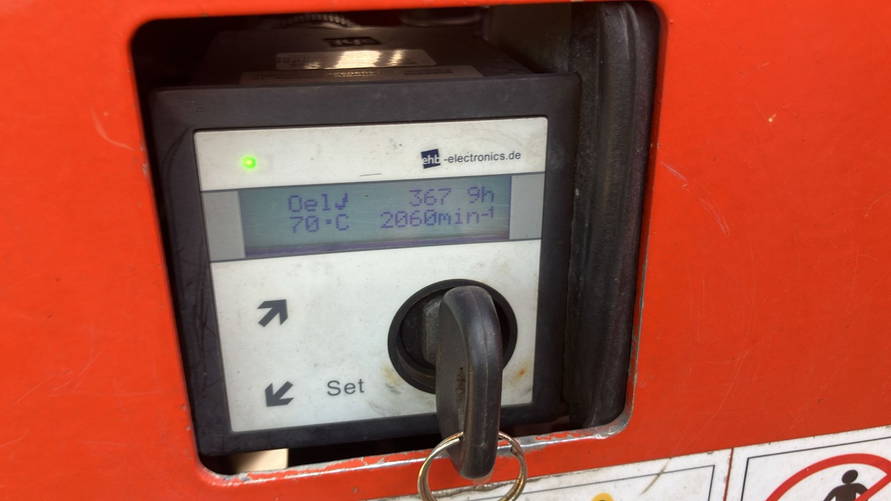 ehb-electronics.de
Oel√ 367 9h
70°C 2060min⁻¹
Set